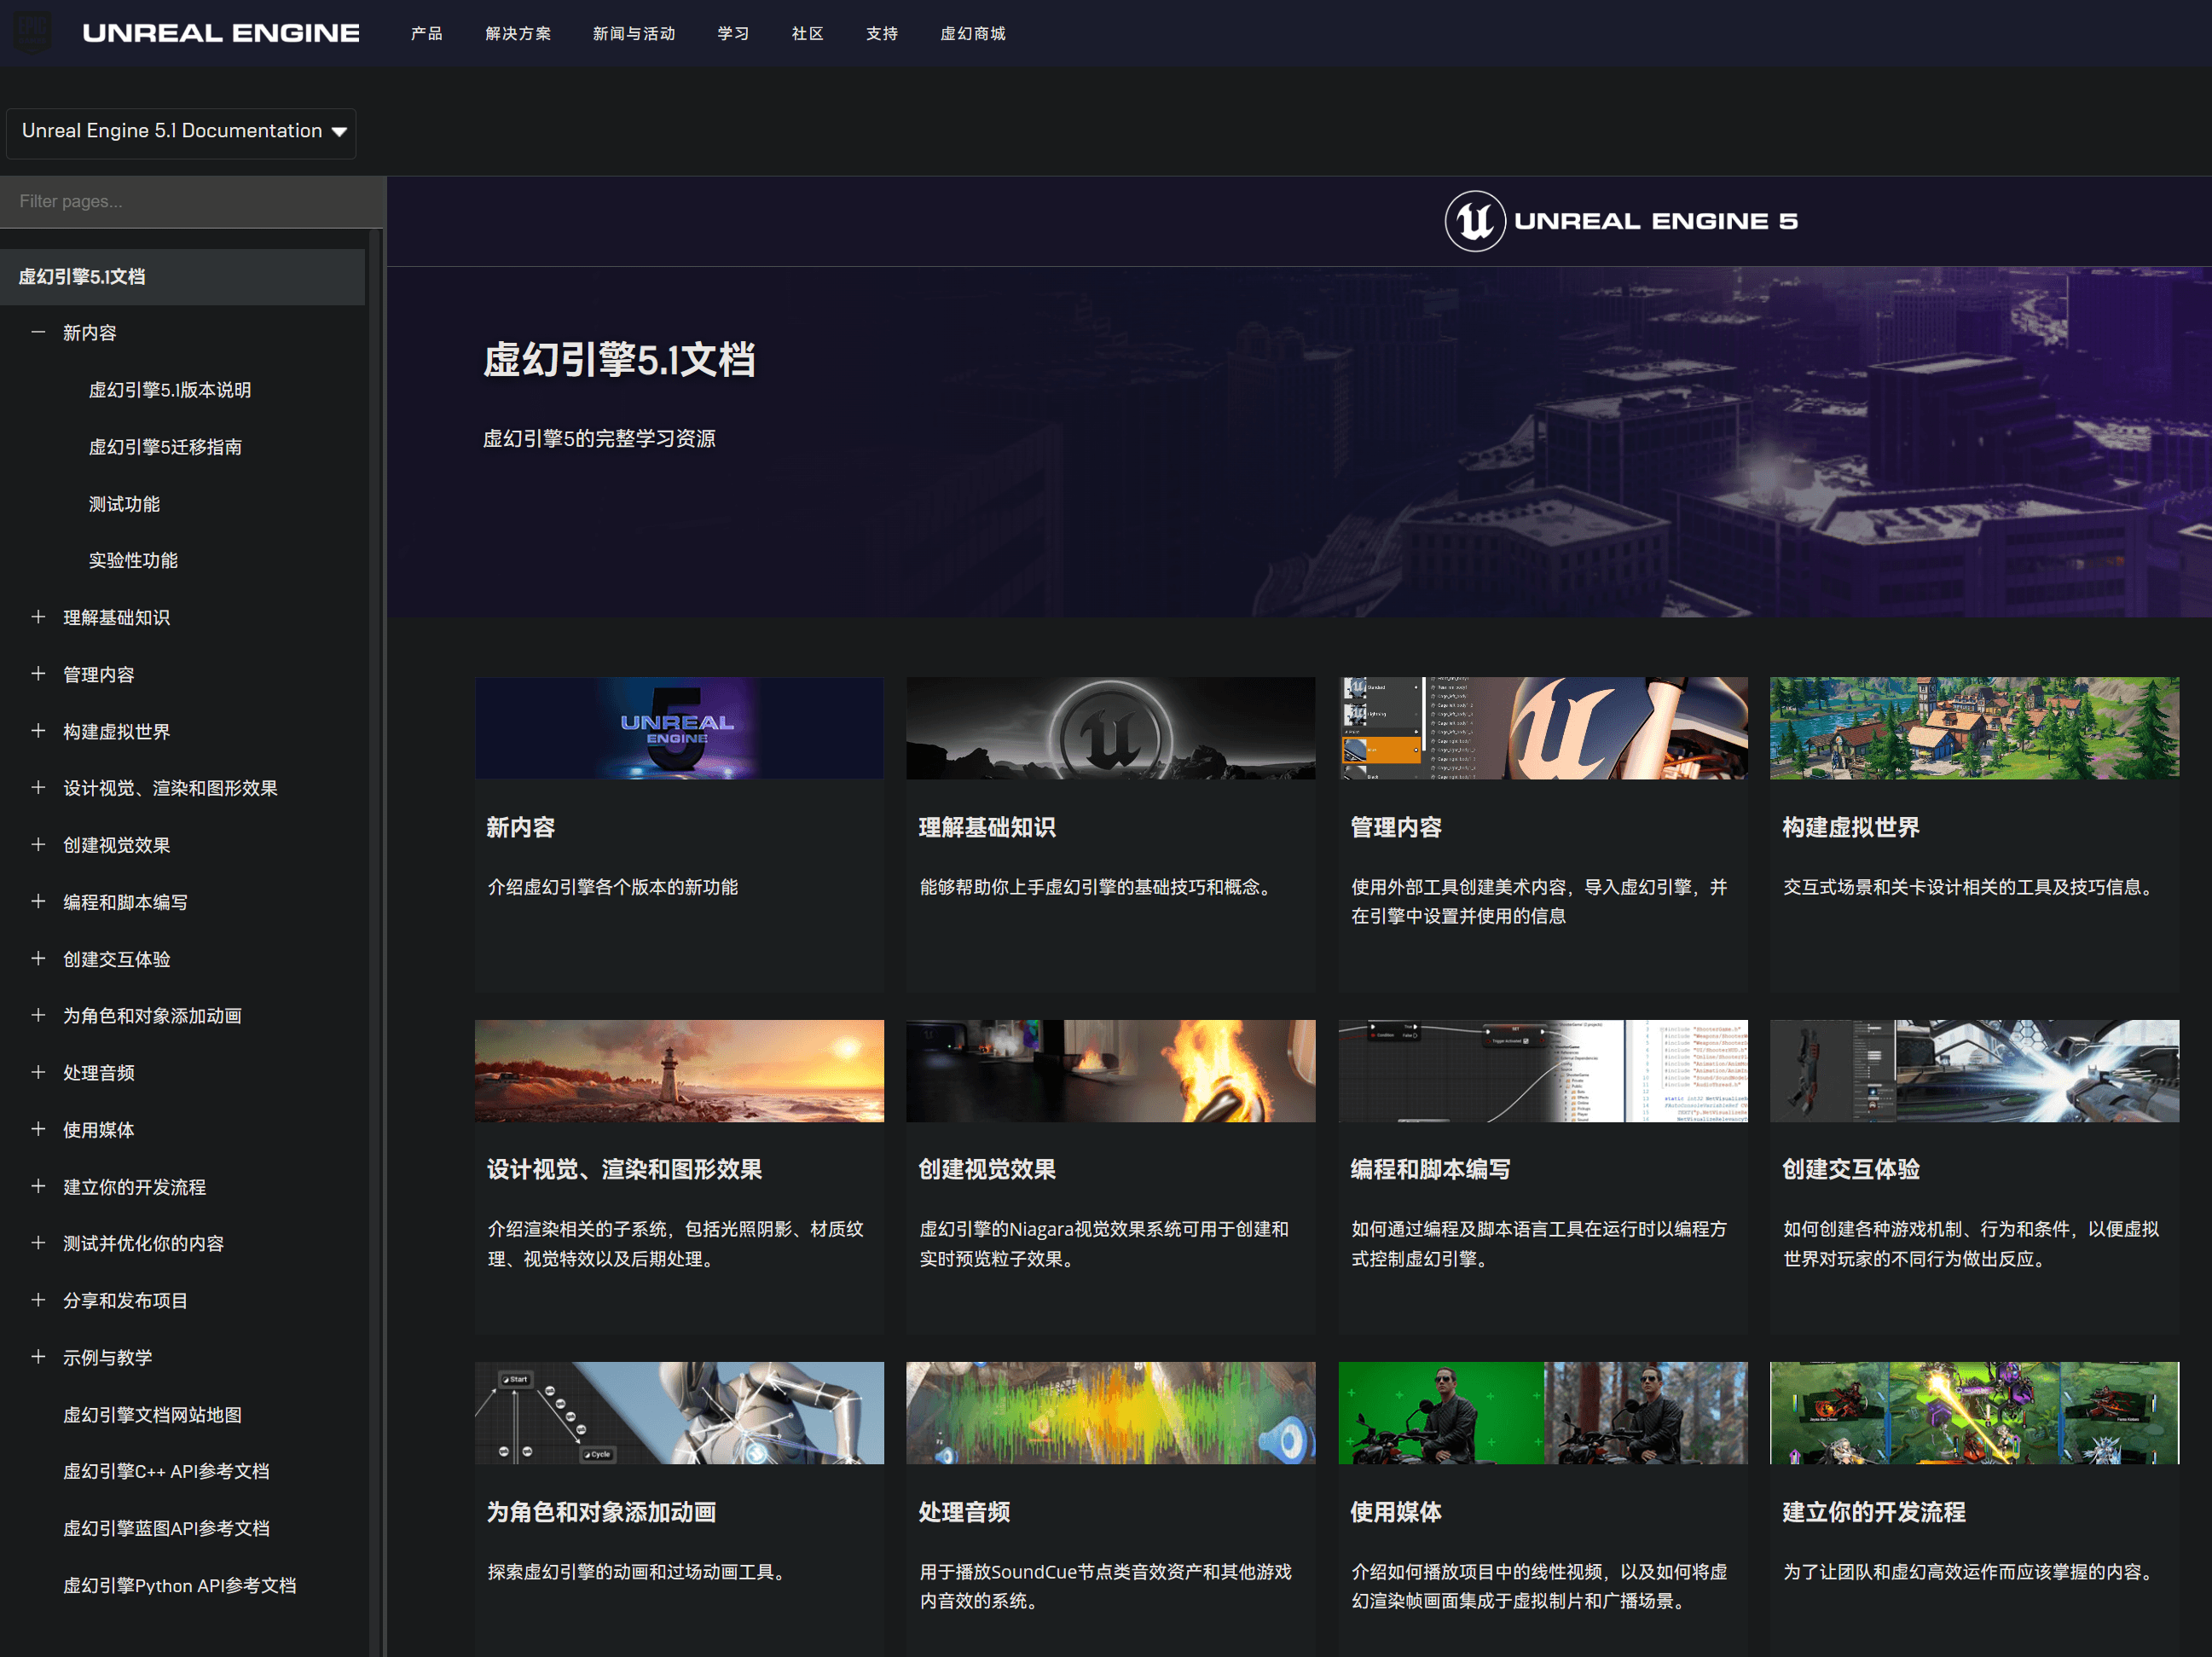 UNREAL ENGINE
产品
解决方案
新闻与活动
学习
社区
支持
虚幻商城
Unreal Engine 5.1 Documentation
Filter pages...
虚幻引擎5.1文档
新内容
虚幻引擎5.1版本说明
虚幻引擎5迁移指南
测试功能
实验性功能
理解基础知识
管理内容
构建虚拟世界
设计视觉、渲染和图形效果
创建视觉效果
编程和脚本编写
创建交互体验
为角色和对象添加动画
处理音频
使用媒体
建立你的开发流程
测试并优化你的内容
分享和发布项目
示例与教学
虚幻引擎文档网站地图
虚幻引擎C++ API参考文档
虚幻引擎蓝图API参考文档
虚幻引擎Python API参考文档
UNREAL ENGINE 5
虚幻引擎5.1文档
虚幻引擎5的完整学习资源
UNREAL
ENGINE
新内容
介绍虚幻引擎各个版本的新功能
理解基础知识
能够帮助你上手虚幻引擎的基础技巧和概念。
管理内容
使用外部工具创建美术内容，导入虚幻引擎，并
在引擎中设置并使用的信息
构建虚拟世界
交互式场景和关卡设计相关的工具及技巧信息。
设计视觉、渲染和图形效果
介绍渲染相关的子系统，包括光照阴影、材质纹
理、视觉特效以及后期处理。
创建视觉效果
虚幻引擎的Niagara视觉效果系统可用于创建和
实时预览粒子效果。
编程和脚本编写
如何通过编程及脚本语言工具在运行时以编程方
式控制虚幻引擎。
创建交互体验
如何创建各种游戏机制、行为和条件，以便虚拟
世界对玩家的不同行为做出反应。
Start
Cycle
为角色和对象添加动画
探索虚幻引擎的动画和过场动画工具。
处理音频
用于播放SoundCue节点类音效资产和其他游戏
内音效的系统。
使用媒体
介绍如何播放项目中的线性视频，以及如何将虚
幻渲染帧画面集成于虚拟制片和广播场景。
建立你的开发流程
为了让团队和虚幻高效运作而应该掌握的内容。